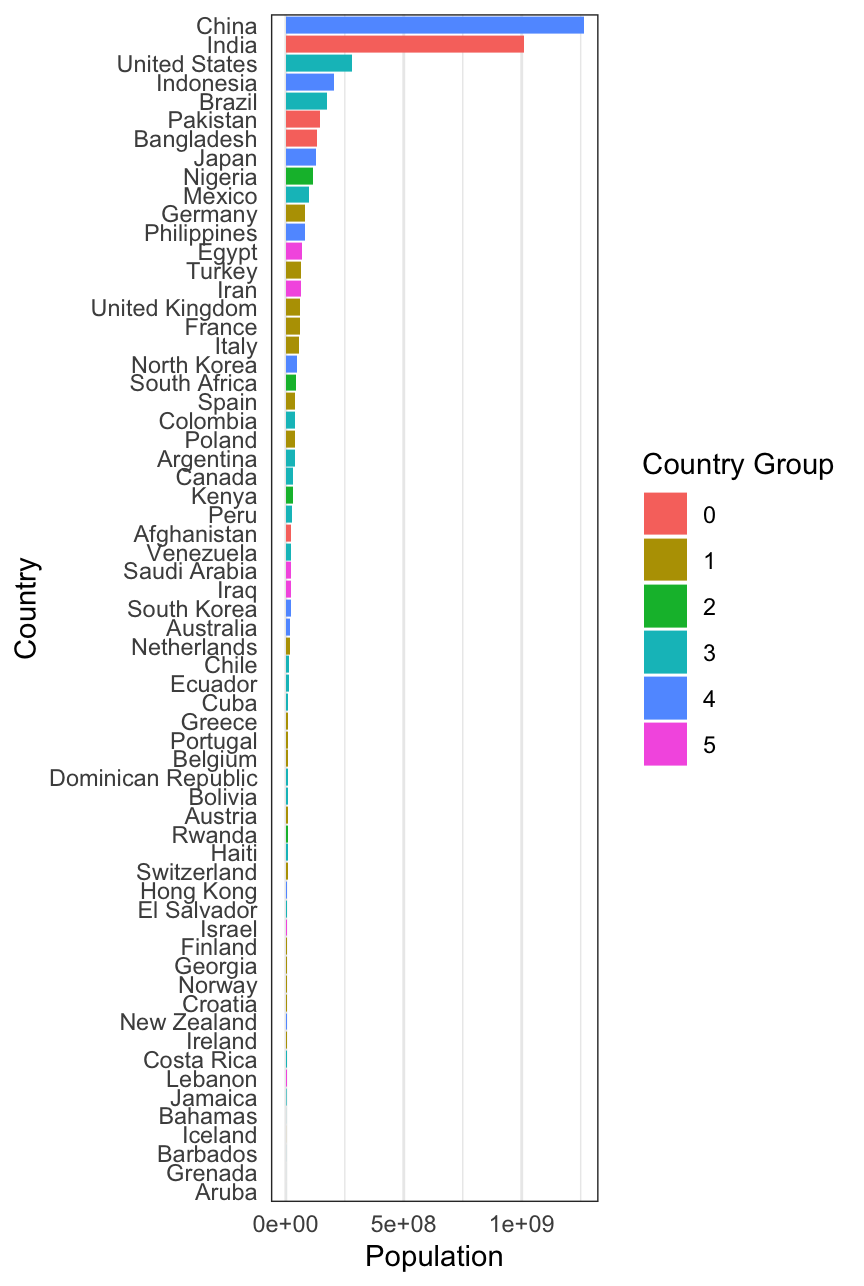 China
India
United States
Indonesia
Brazil
Pakistan
Bangladesh
Japan
Nigeria
Mexico
Germany
Philippines
Egypt
Turkey
Iran
United Kingdom
France
Italy
North Korea
South Africa
Spain
Colombia
Poland
Argentina
Canada
Kenya
Peru
Afghanistan
Venezuela
Saudi Arabia
Iraq
South Korea
Australia
Netherlands
Chile
Ecuador
Cuba
Greece
Portugal
Belgium
Dominican Republic
Bolivia
Austria
Rwanda
Haiti
Switzerland
Hong Kong
El Salvador
Israel
Finland
Georgia
Norway
Croatia
New Zealand
Ireland
Costa Rica
Lebanon
Jamaica
Bahamas
Iceland
Barbados
Grenada
Aruba
0e+00 5e+08 1e+09
Population
Country
Country Group
0
1
2
3
4
5